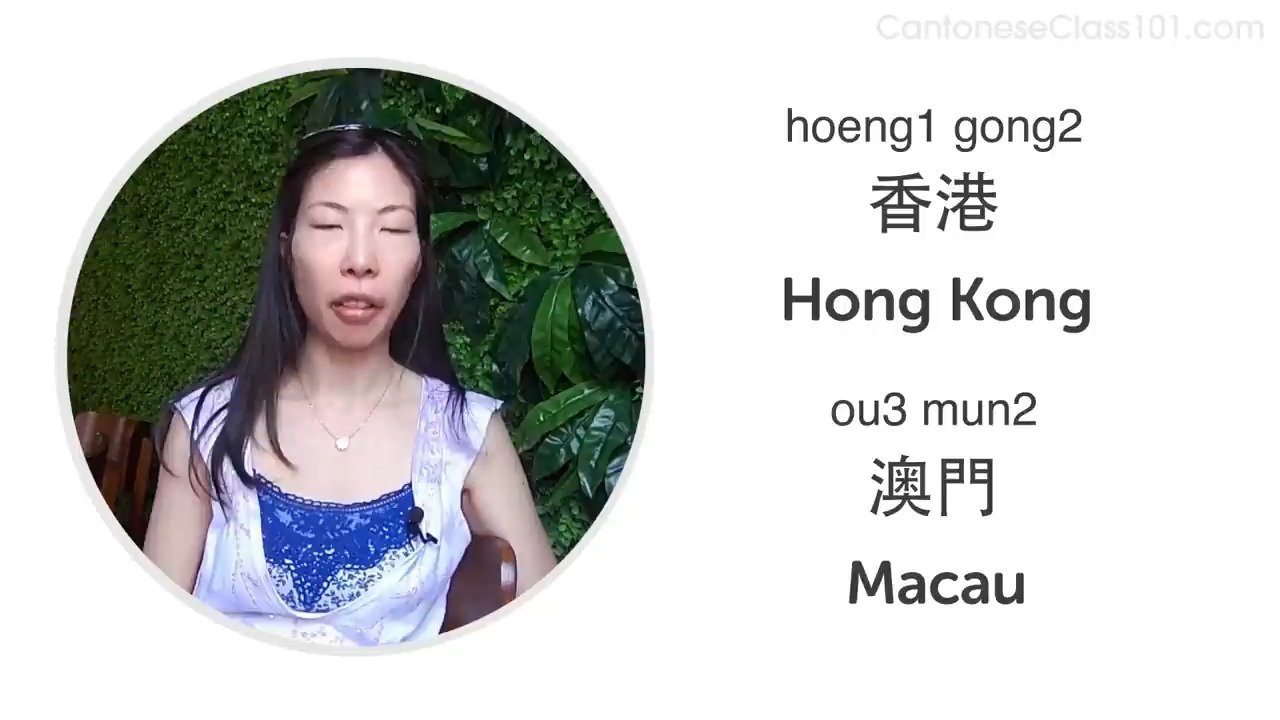 CantoneseClass101.com
hoeng1 gong2
香港
Hong Kong
ou3 mun2
澳門
Macau